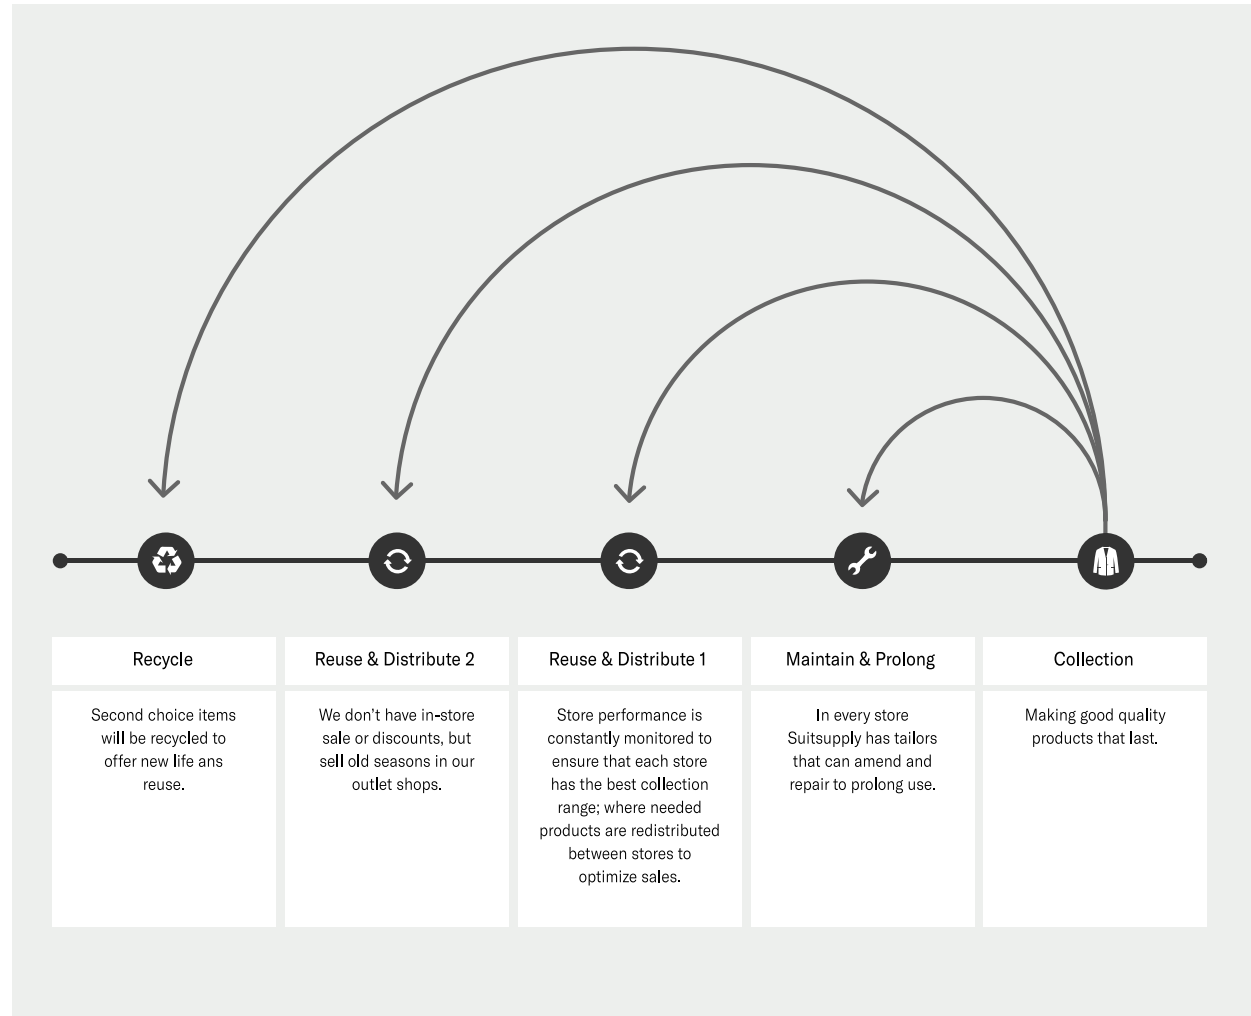 Recycle
Second choice items
will be recycled to
offer new life ans
reuse.
Reuse & Distribute 2
We don't have in-store
sale or discounts, but
sell old seasons in our
outlet shops.
Reuse & Distribute 1
Store performance is
constantly monitored to
ensure that each store
has the best collection
range; where needed
products are redistributed
between stores to
optimize sales.
Maintain & Prolong
In every store
Suitsupply has tailors
that can amend and
repair to prolong use.
Collection
Making good quality
products that last.